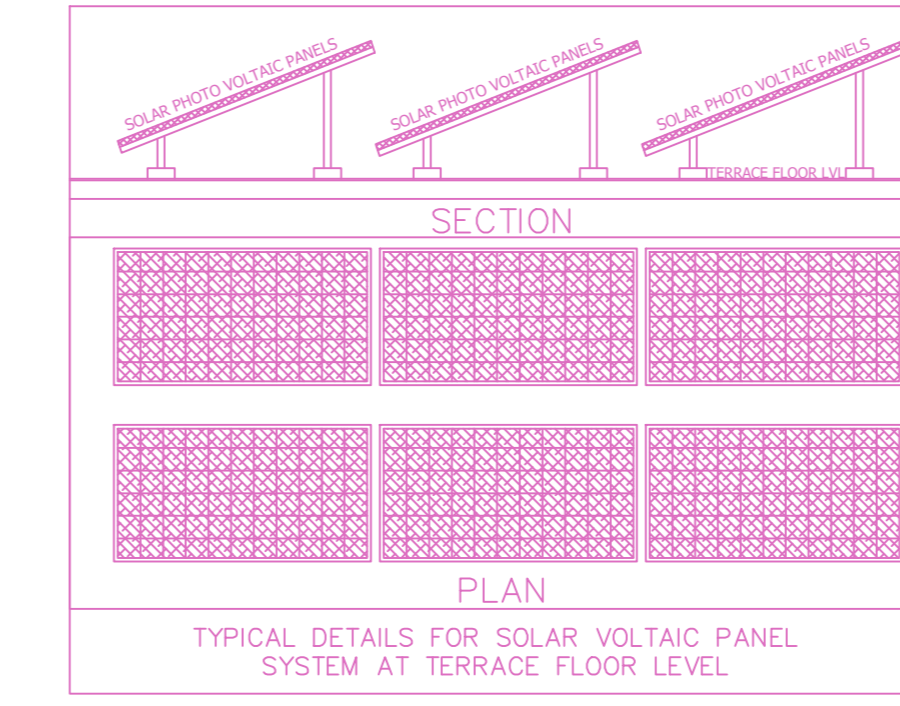 SOLAR PHOTO VOLTAIC PANELS
SOLAR PHOTO VOLTAIC PANELS
SOLAR PHOTO VOLTAIC PANELS
TERRACE FLOOR LVL
SECTION
PLAN
TYPICAL DETAILS FOR SOLAR VOLTAIC PANEL
SYSTEM AT TERRACE FLOOR LEVEL